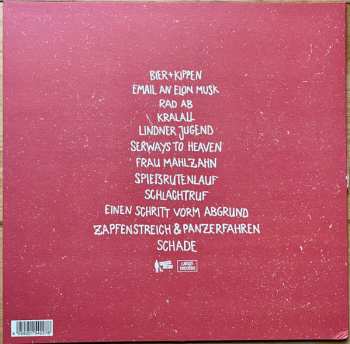 BIER+KIPPEN
EMAIL AN ELON MUSK
RAD AB
KRALALL
LINDNER JUGEND
SERWAYS TO HEAVEN
FRAU MAHLZAHN
SPIEßRUTENLAUF
SCHLACHTRUF
EINEN SCHRITT VORM ABGRUND
ZAPFENSTREICH & PANZERFAHREN
SCHADE